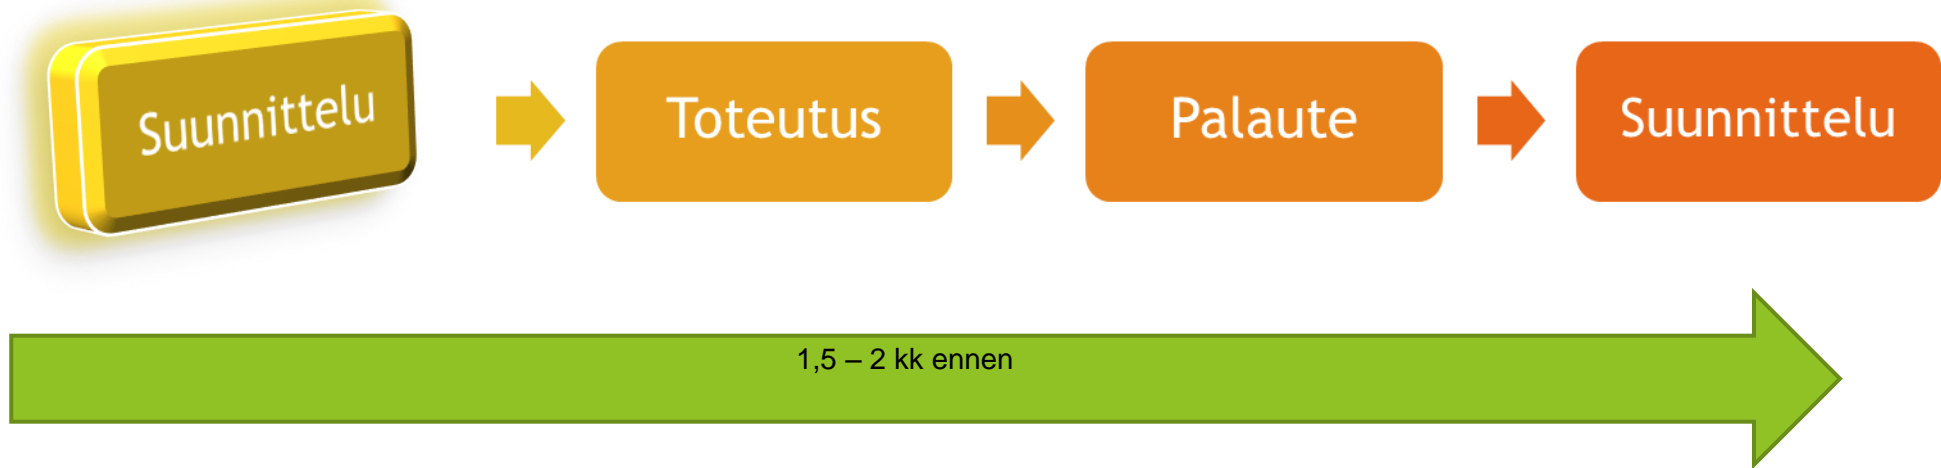 Suunnittelu
Toteutus
Palaute
Suunnittelu
1,5 – 2 kk ennen